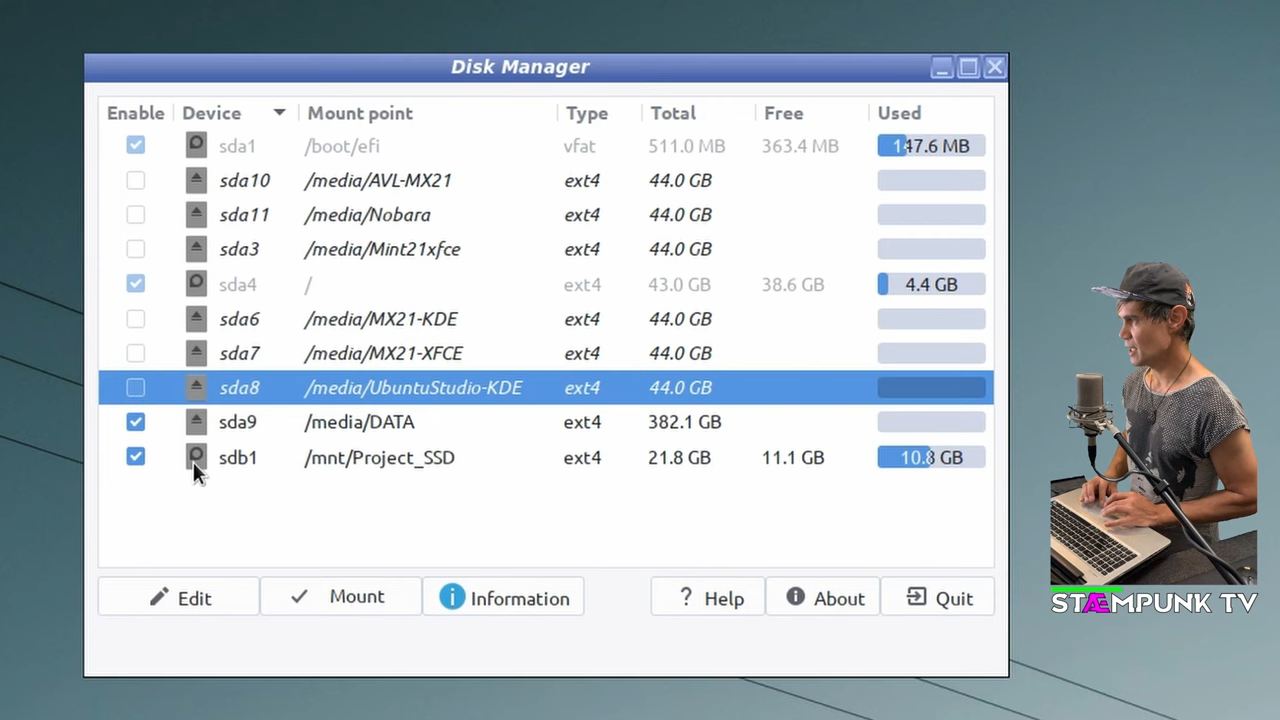 Disk Manager
Enable Device Mount point Type Total Free Used
sda1 /boot/efi vfat 511.0 MB 363.4 MB 147.6 MB
sda10 /media/AVL-MX21 ext4 44.0 GB
sda11 /media/Nobara ext4 44.0 GB
sda3 /media/Mint21xfce ext4 44.0 GB
sda4 / ext4 43.0 GB 38.6 GB 4.4 GB
sda6 /media/MX21-KDE ext4 44.0 GB
sda7 /media/MX21-XFCE ext4 44.0 GB
sda8 /media/UbuntuStudio-KDE ext4 44.0 GB
sda9 /media/DATA ext4 382.1 GB
sdb1 /mnt/Project_SSD ext4 21.8 GB 11.1 GB 10.8 GB
Edit Mount Information Help About Quit
STÆMPUNK TV